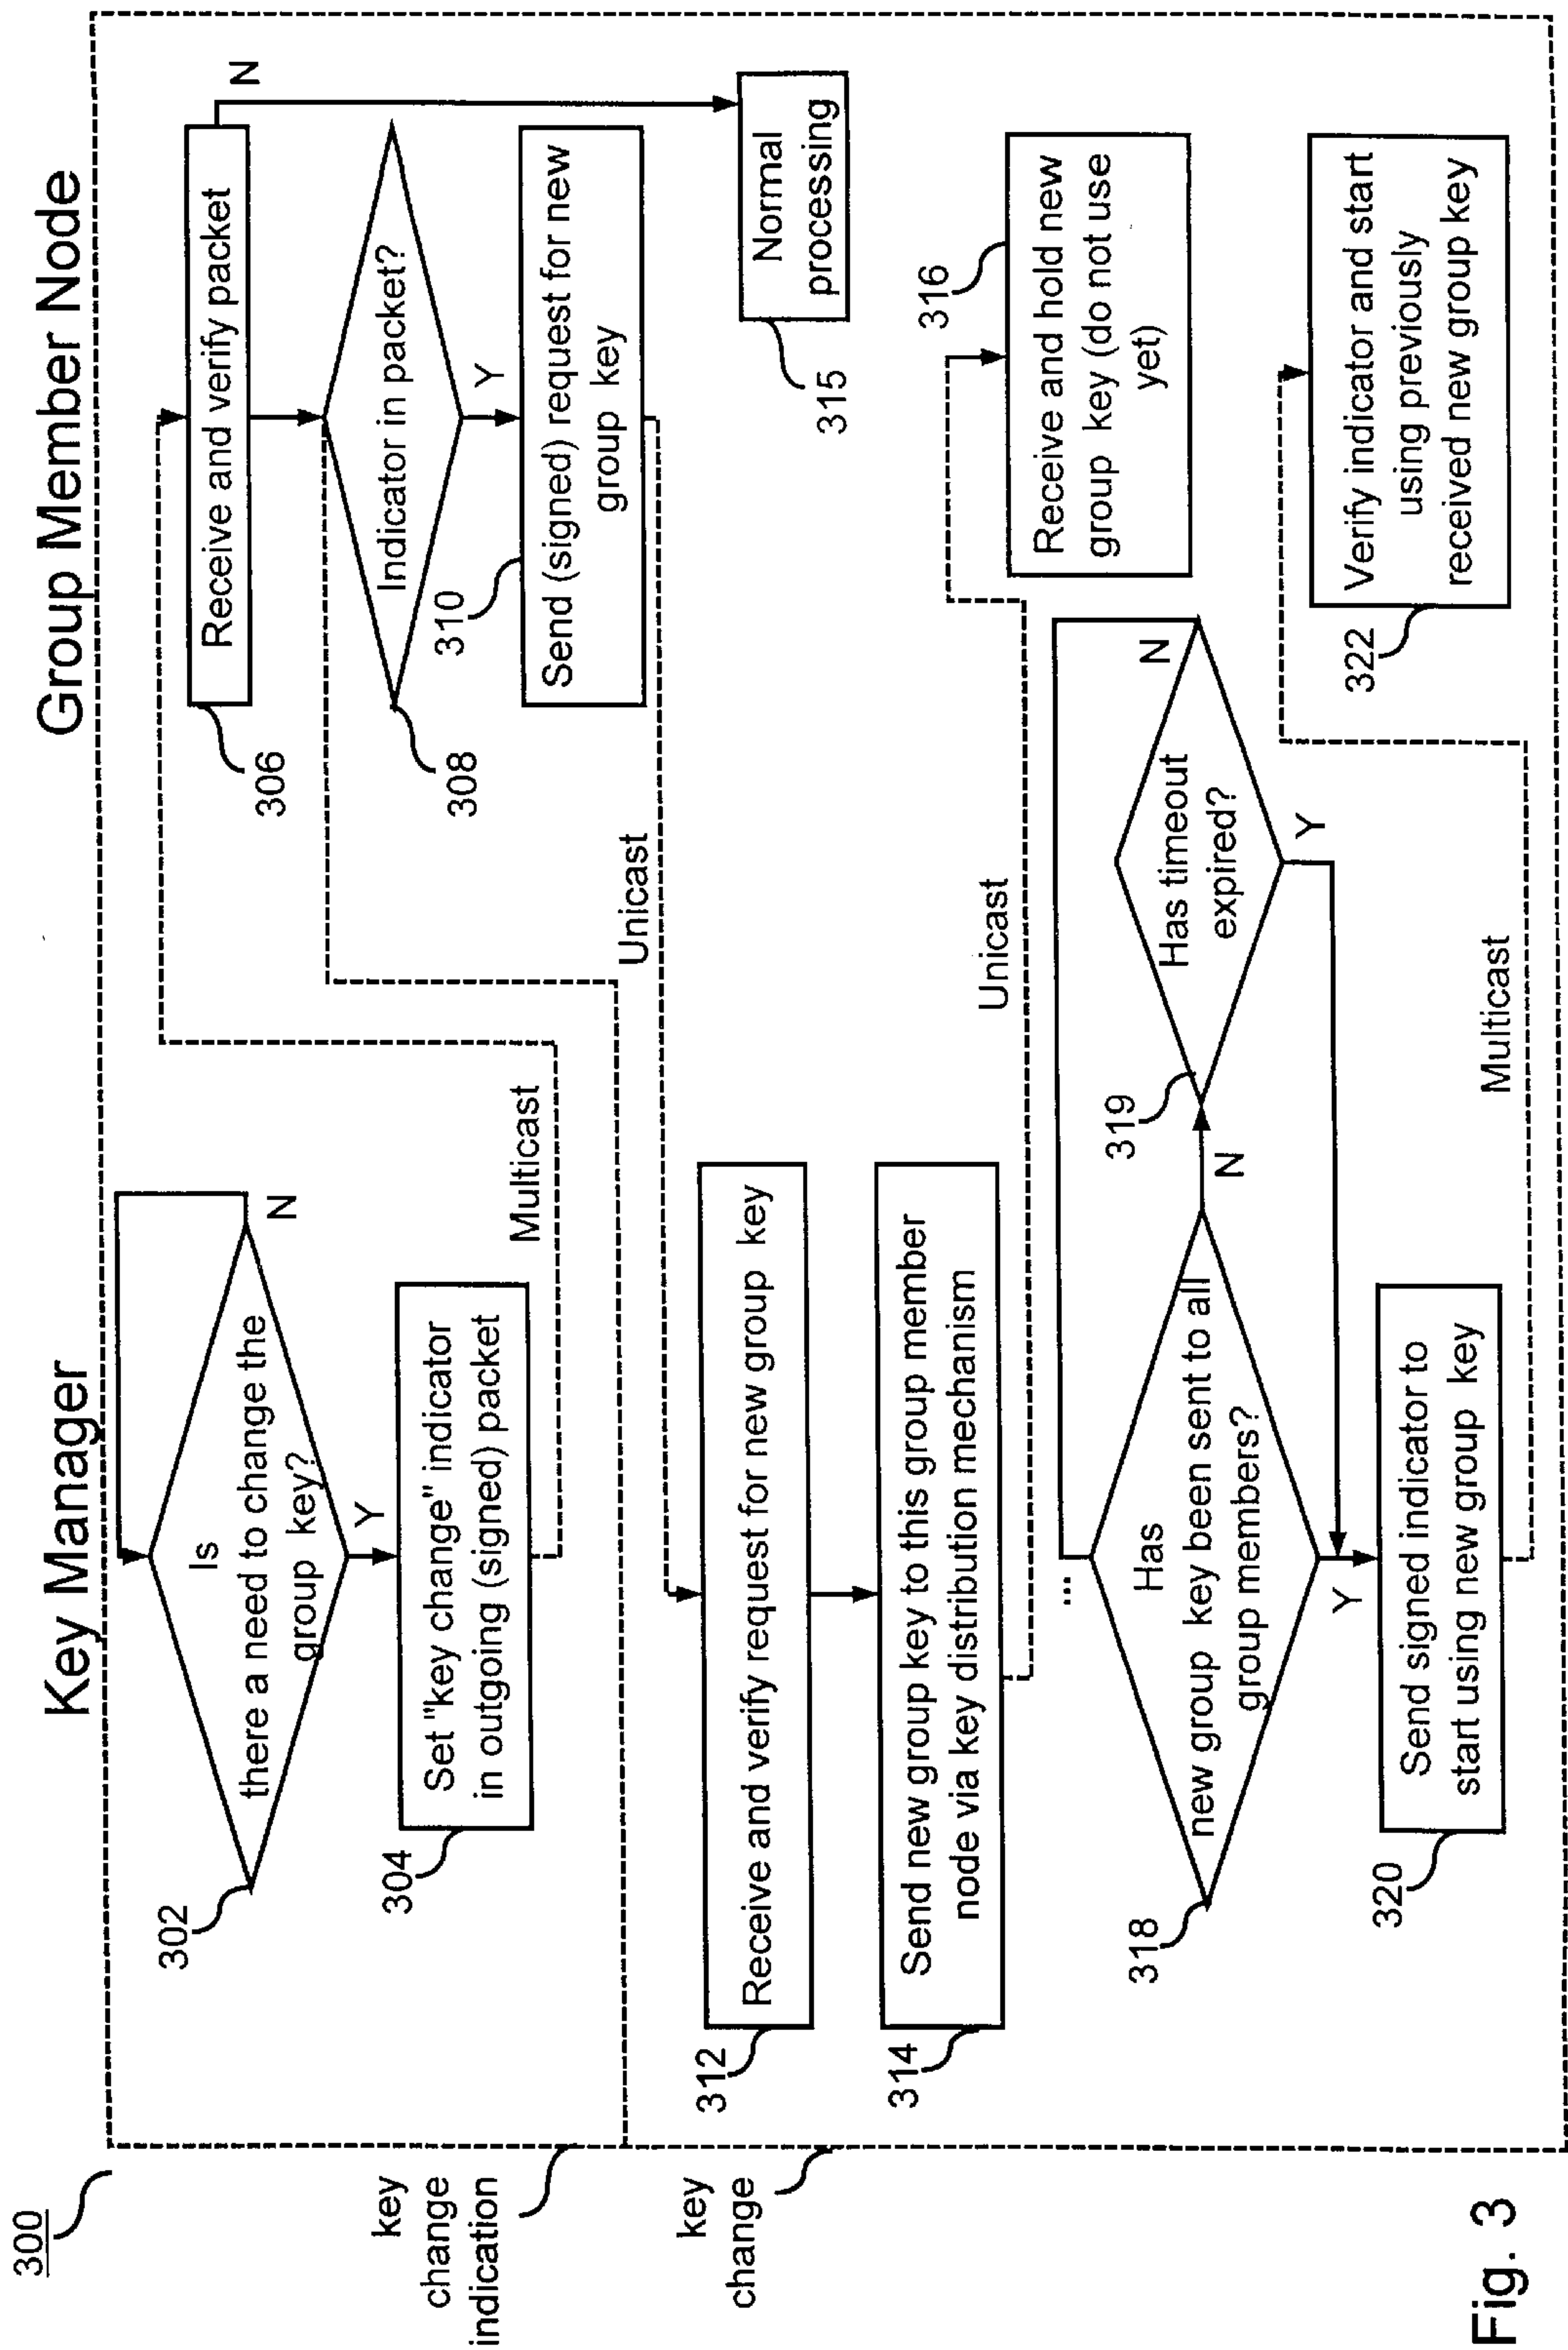 300
Key Manager
Group Member Node
key
change
indication
302
Is
there a need to change the
group key?
N
Y
304
Set "key change" indicator
in outgoing (signed) packet
Multicast
306
Receive and verify packet
N
308
Indicator in packet?
Y
310
Send (signed) request for new
group key
Unicast
315
Normal
processing
key
change
312
Receive and verify request for new group key
314
Send new group key to this group member
node via key distribution mechanism
Unicast
316
Receive and hold new
group key (do not use
yet)
...
318
Has
new group key been sent to all
group members?
N
Y
319
Has timeout
expired?
N
Y
320
Send signed indicator to
start using new group key
Multicast
322
Verify indicator and start
using previously
received new group key
Fig. 3